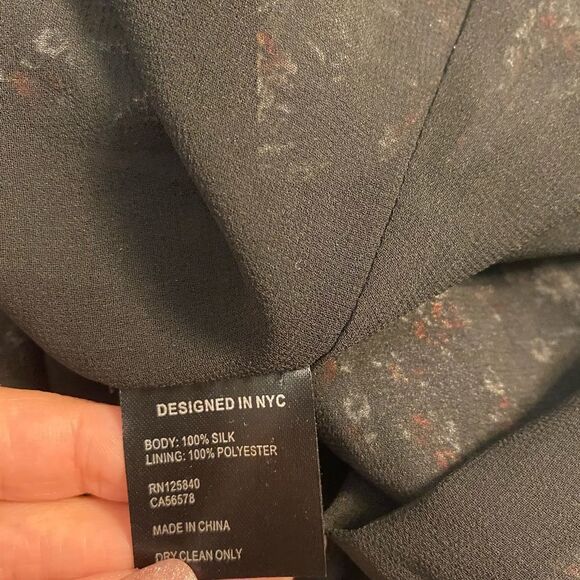 DESIGNED IN NYC
BODY: 100% SILK
LINING: 100% POLYESTER
RN125840
CA56578
MADE IN CHINA
DRY CLEAN ONLY